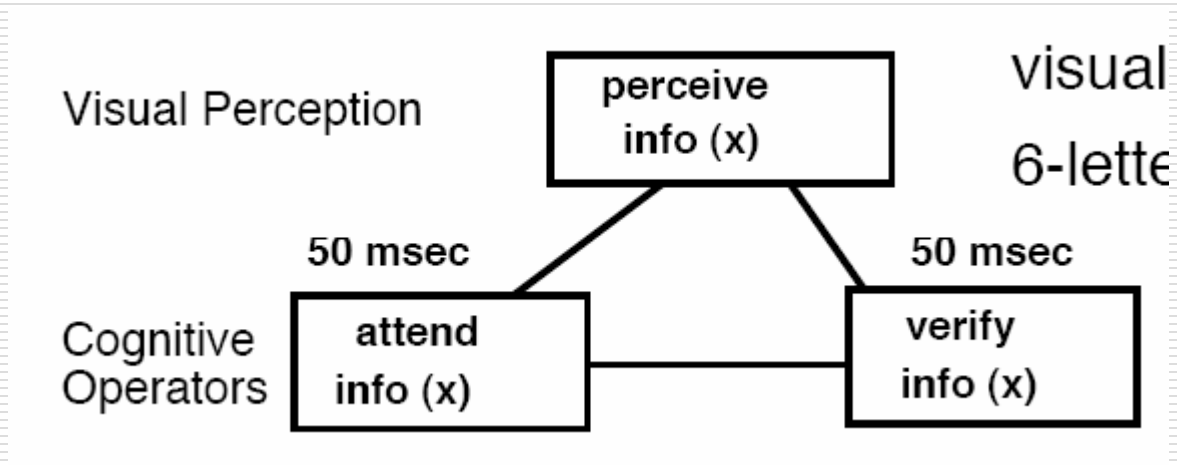 Visual Perception
perceive
info (x)
visual
6-lette
50 msec
50 msec
Cognitive
Operators
attend
info (x)
verify
info (x)